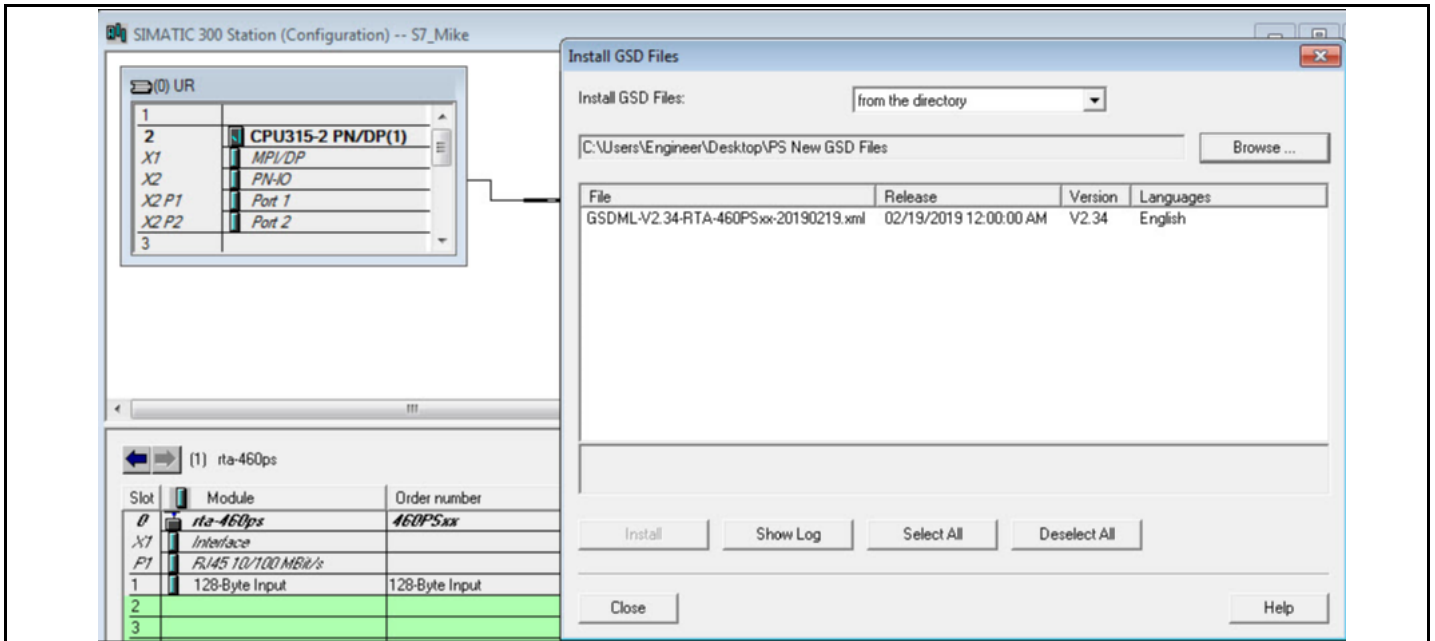 SIMATIC 300 Station (Configuration) -- S7_Mike
(0) UR
1
2 CPU315-2 PN/DP(1)
X1 MPI/DP
X2 PN-IO
X2 P1 Port 1
X2 P2 Port 2
3
Install GSD Files
Install GSD Files: from the directory
C:\Users\Engineer\Desktop\PS New GSD Files Browse ...
File Release Version Languages
GSDML-V2.34-RTA-460PSxx-20190219.xml 02/19/2019 12:00:00 AM V2.34 English
Install Show Log Select All Deselect All
Close Help
(1) rta-460ps
Slot Module Order number
0 rta-460ps 460PSxx
X1 Interface
P1 RJ45 10/100 MBit/s
1 128-Byte Input 128-Byte Input
2
3